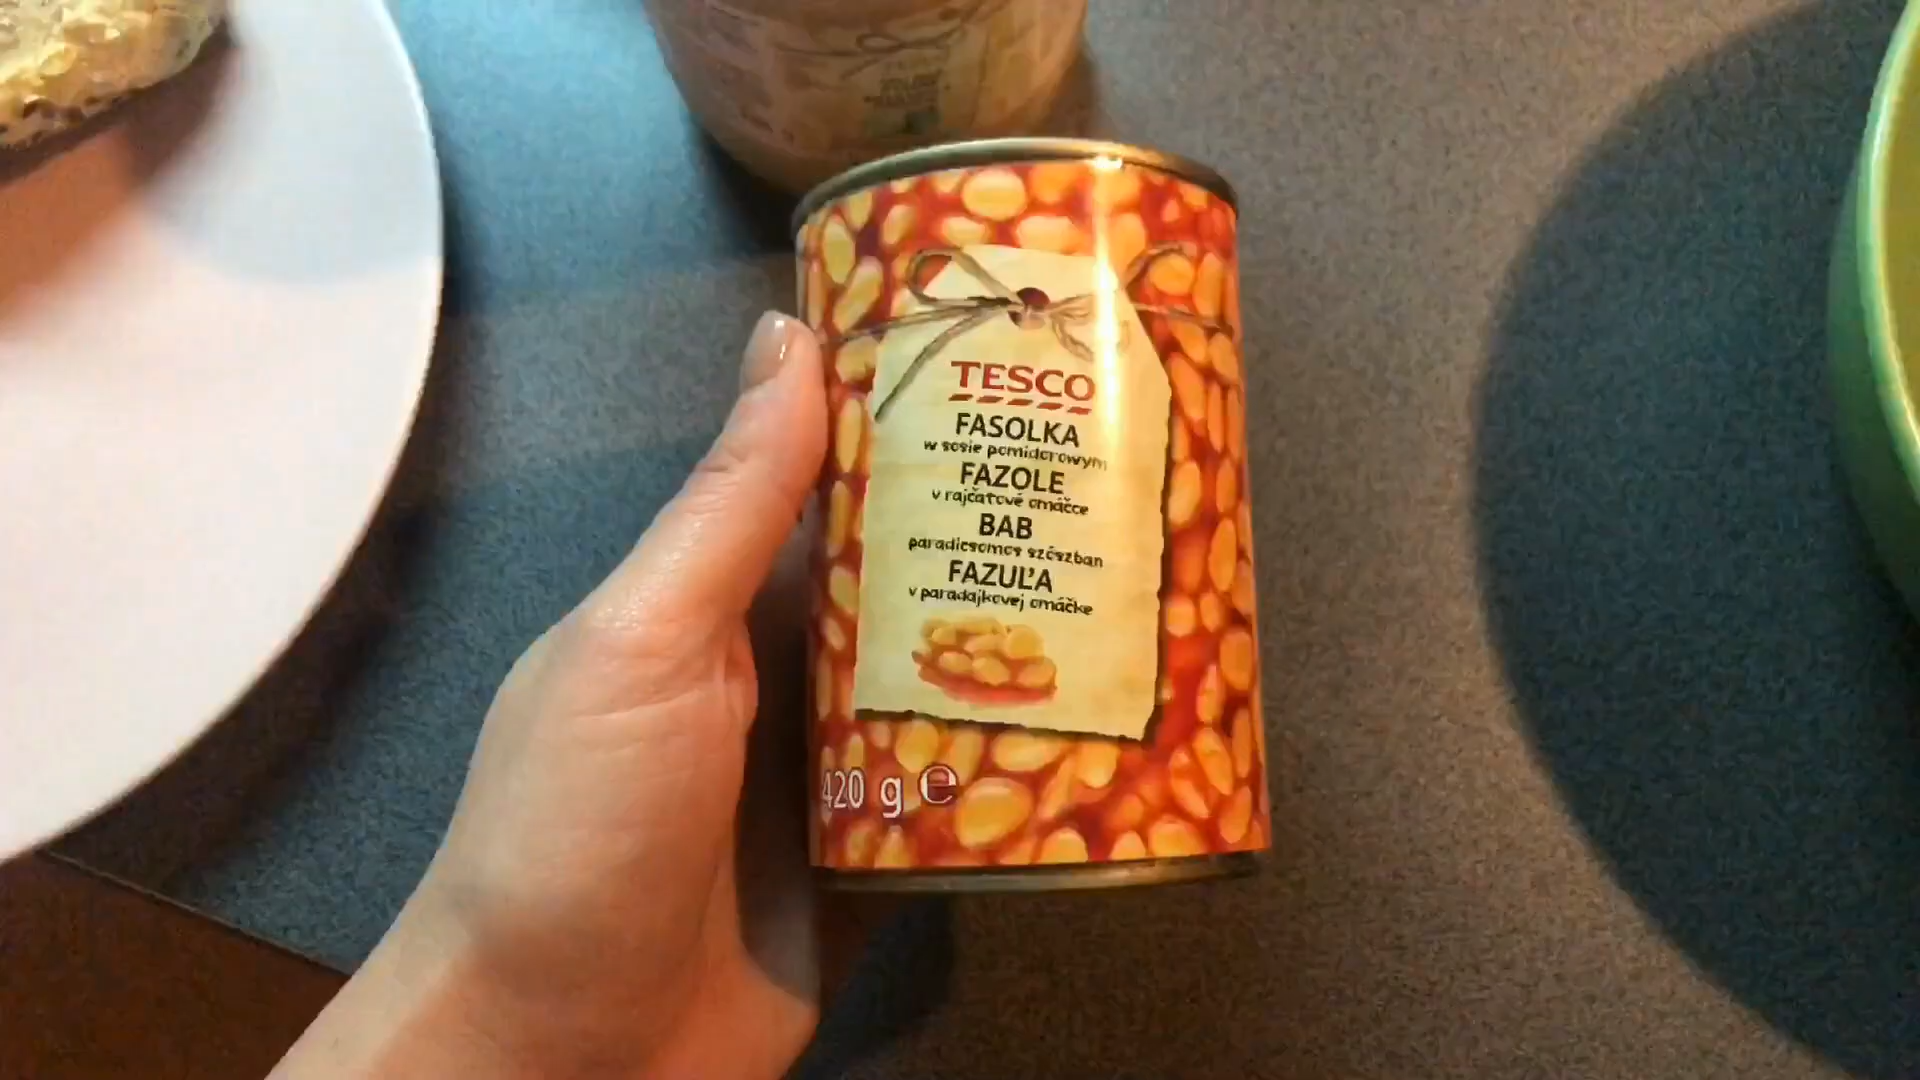 TESCO
FASOLKA
w sosie pomidorowym
FAZOLE
v rajčatové omáčce
BAB
paradicsomos szószban
FAZUĽA
v paradajkovej omáčke
420 g e